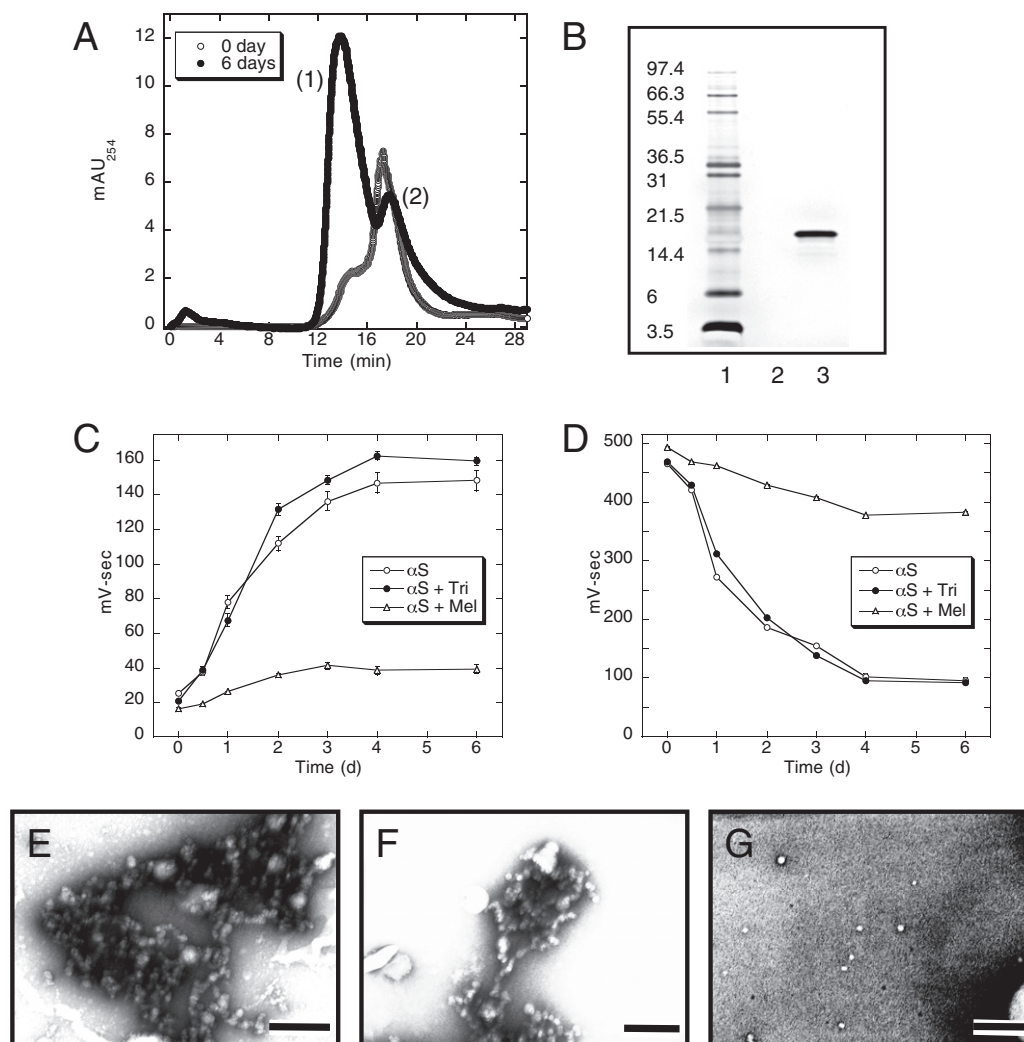 A
mAU254
12
10
8
6
4
2
0
0 day
6 days
(1)
(2)
0 4 8 12 16 20 24 28
Time (min)
B
97.4
66.3
55.4
36.5
31
21.5
14.4
6
3.5
1 2 3
C
mV-sec
160
140
120
100
80
60
40
20
0
αS
αS + Tri
αS + Mel
0 1 2 3 4 5 6
Time (d)
D
mV-sec
500
400
300
200
100
0
αS
αS + Tri
αS + Mel
0 1 2 3 4 5 6
Time (d)
E
F
G